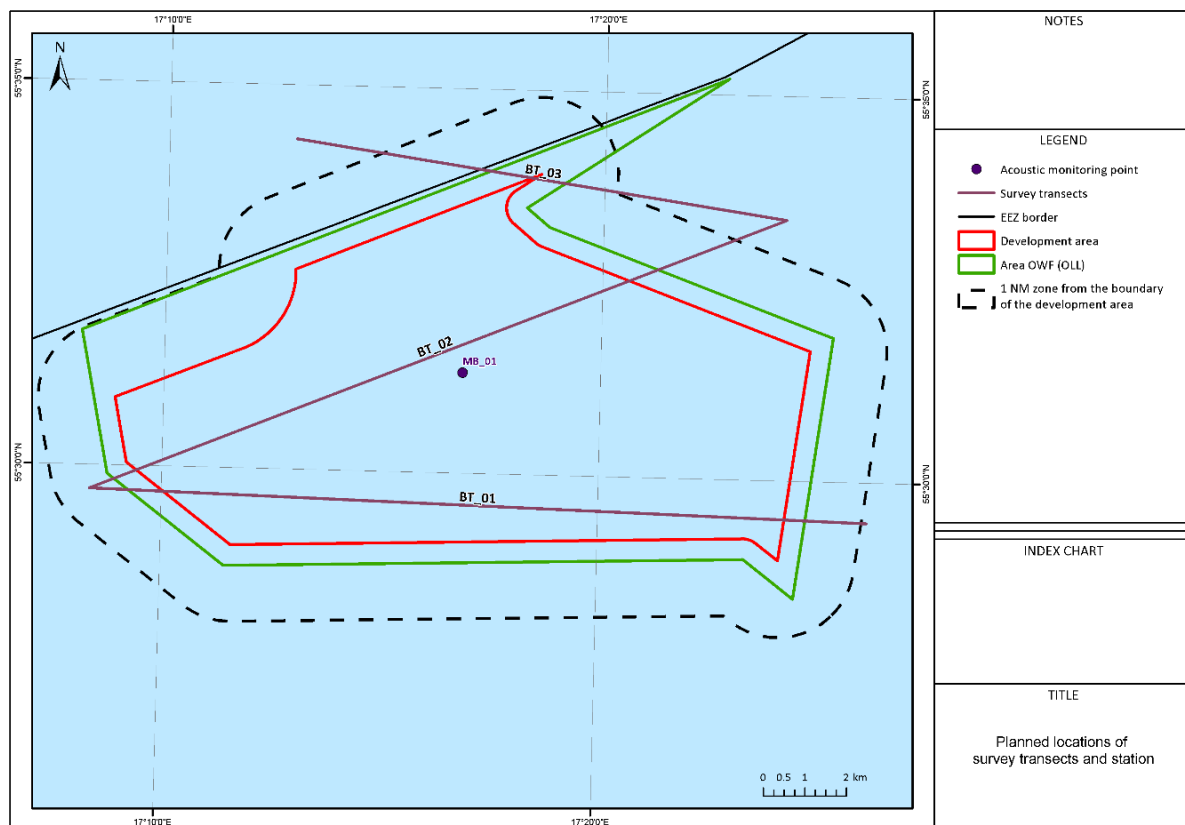 17°10'0"E
17°20'0"E
N
55°35'0"N
55°35'0"N
BT_03
BT_02
MB_01
55°30'0"N
55°30'0"N
BT_01
0 0.5 1 2 km
17°10'0"E
17°20'0"E
NOTES
LEGEND
Acoustic monitoring point
Survey transects
EEZ border
Development area
Area OWF (OLL)
1 NM zone from the boundary
of the development area
INDEX CHART
TITLE
Planned locations of
survey transects and station